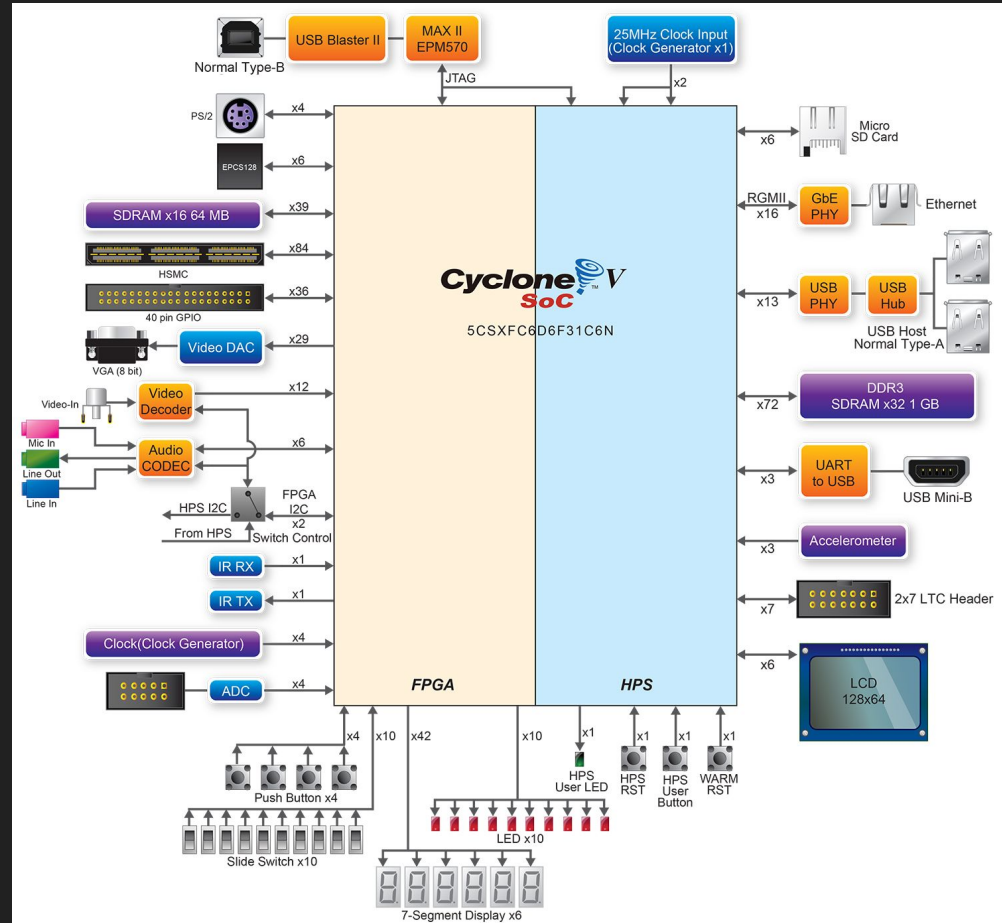 Normal Type-B
USB Blaster II
MAX II
EPM570
JTAG
25MHz Clock Input
(Clock Generator x1)
x2
PS/2
x4
EPCS128
x6
SDRAM x16 64 MB
x39
HSMC
x84
40 pin GPIO
x36
VGA (8 bit)
Video DAC
x29
Video-In
Video
Decoder
x12
Mic In
Line Out
Line In
Audio
CODEC
x6
HPS I2C
From HPS
FPGA
I2C
x2
Switch Control
IR RX
x1
IR TX
x1
Clock(Clock Generator)
x4
ADC
x4
Cyclone V
TM
SoC
5CSXFC6D6F31C6N
FPGA
HPS
x6
Micro
SD Card
RGMII
x16
GbE
PHY
Ethernet
x13
USB
PHY
USB
Hub
USB Host
Normal Type-A
x72
DDR3
SDRAM x32 1 GB
x3
UART
to USB
USB Mini-B
x3
Accelerometer
x7
2x7 LTC Header
x6
LCD
128x64
x4
x10
x42
x10
x1
x1
x1
x1
Push Button x4
Slide Switch x10
7-Segment Display x6
LED x10
HPS
User LED
HPS
RST
HPS
User
Button
WARM
RST